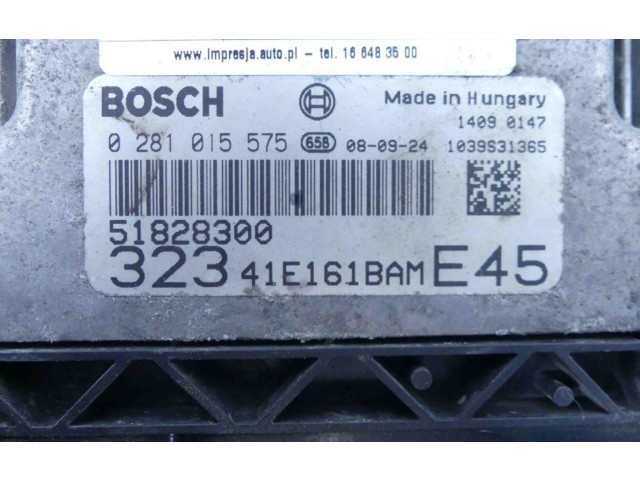 www.impresja.auto.pl - tel. 16 648 35 00
BOSCH Made in Hungary
1409 0147
0 281 015 575 658 08-09-24 1039S31365
51828300
323 41E161BAM E45